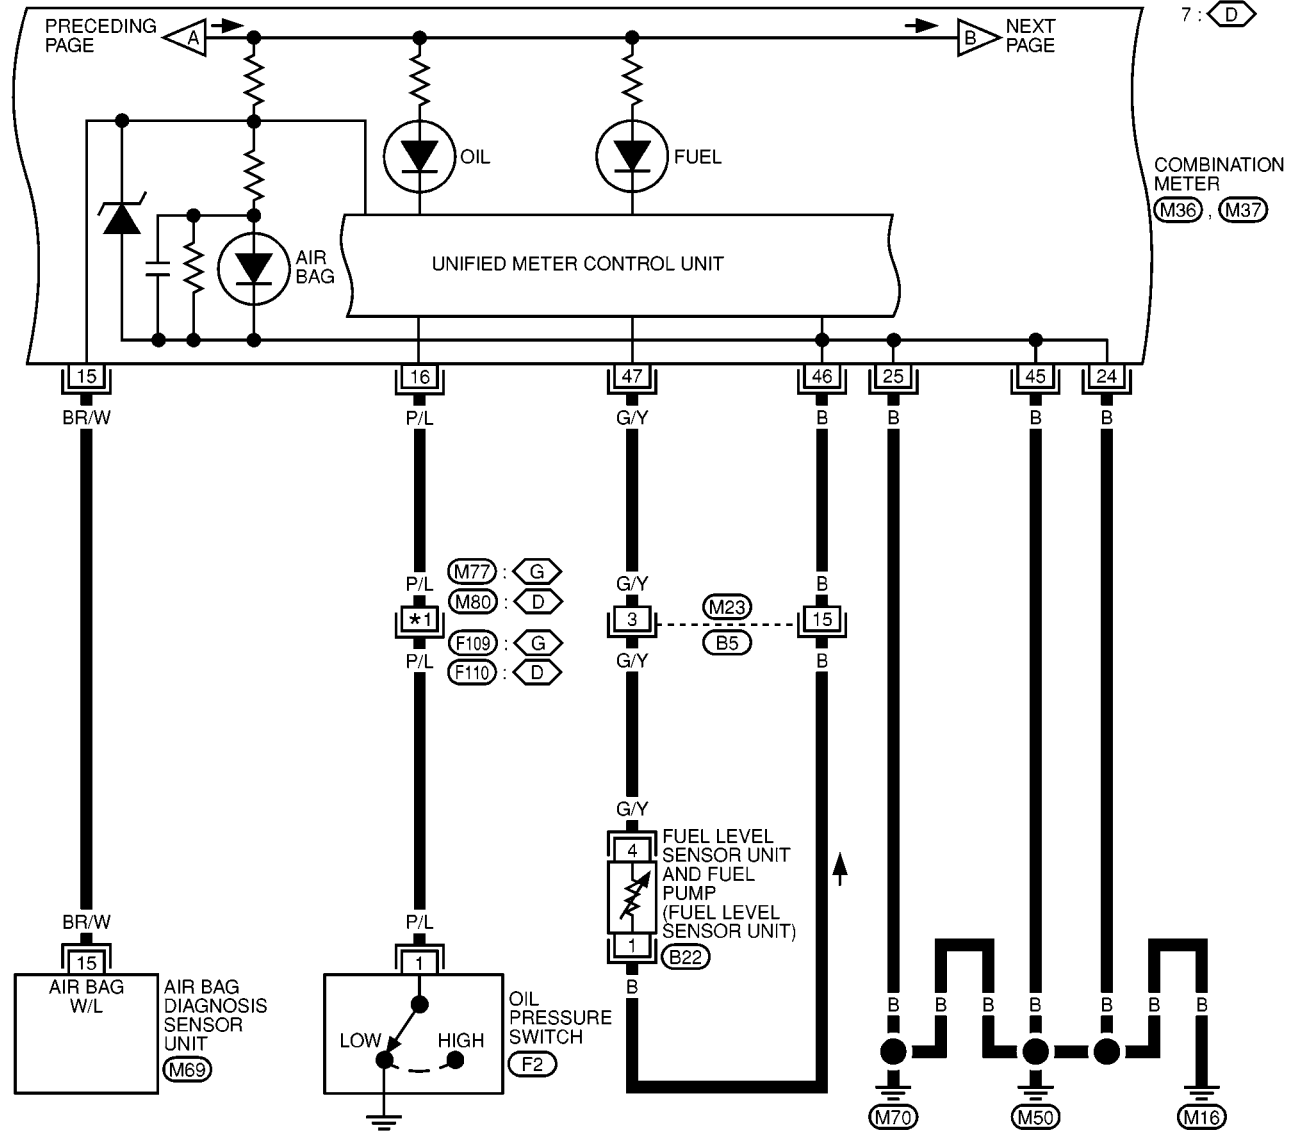 PRECEDING
PAGE
A
B
NEXT
PAGE
7 : D
OIL
FUEL
COMBINATION
METER
M36 , M37
AIR
BAG
UNIFIED METER CONTROL UNIT
15 16 47 46 25 45 24
BR/W P/L G/Y B B B B
M77 : G
P/L G/Y B
M80 : D
M23
*1 3 15
F109 : G
B5
P/L G/Y B
F110 : D
G/Y
4
FUEL LEVEL
SENSOR UNIT
AND FUEL
PUMP
(FUEL LEVEL
SENSOR UNIT)
1
B22
B
BR/W P/L
15 1
AIR BAG
W/L
AIR BAG
DIAGNOSIS
SENSOR
UNIT
M69
LOW HIGH
OIL
PRESSURE
SWITCH
F2
B B B B B B B
M70 M50 M16